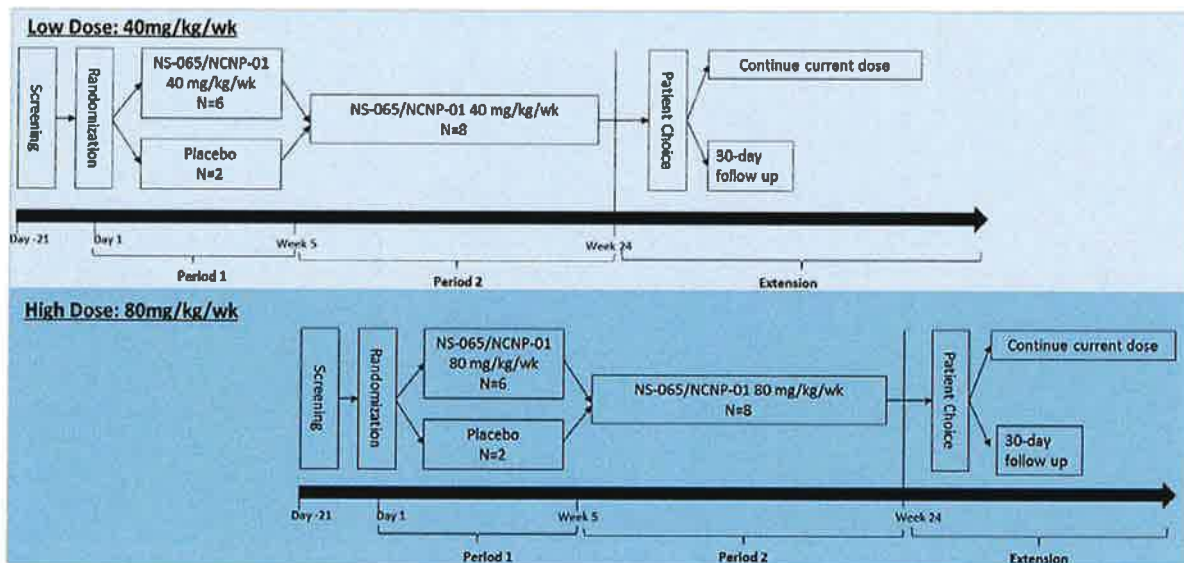 Low Dose: 40mg/kg/wk
Screening
Randomization
NS-065/NCNP-01
40 mg/kg/wk
N=6
Placebo
N=2
NS-065/NCNP-01 40 mg/kg/wk
N=8
Patient Choice
Continue current dose
30-day
follow up
Day -21
Day 1
Week 5
Week 24
Period 1
Period 2
Extension
High Dose: 80mg/kg/wk
Screening
Randomization
NS-065/NCNP-01
80 mg/kg/wk
N=6
Placebo
N=2
NS-065/NCNP-01 80 mg/kg/wk
N=8
Patient Choice
Continue current dose
30-day
follow up
Day -21
Day 1
Week 5
Week 24
Period 1
Period 2
Extension